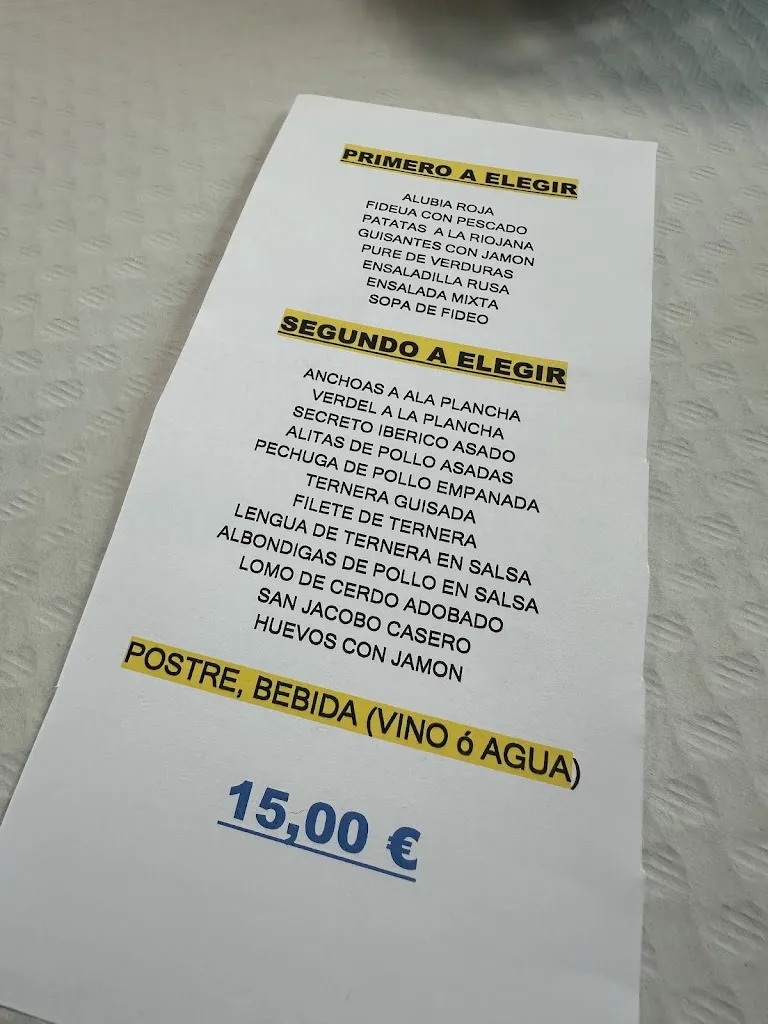 PRIMERO A ELEGIR
ALUBIA ROJA
FIDEUA CON PESCADO
PATATAS A LA RIOJANA
GUISANTES CON JAMON
PURE DE VERDURAS
ENSALADILLA RUSA
ENSALADA MIXTA
SOPA DE FIDEO
SEGUNDO A ELEGIR
ANCHOAS A ALA PLANCHA
VERDEL A LA PLANCHA
SECRETO IBERICO ASADO
ALITAS DE POLLO ASADAS
PECHUGA DE POLLO EMPANADA
TERNERA GUISADA
FILETE DE TERNERA
LENGUA DE TERNERA EN SALSA
ALBONDIGAS DE POLLO EN SALSA
LOMO DE CERDO ADOBADO
SAN JACOBO CASERO
HUEVOS CON JAMON
POSTRE, BEBIDA (VINO ó AGUA)
15,00 €